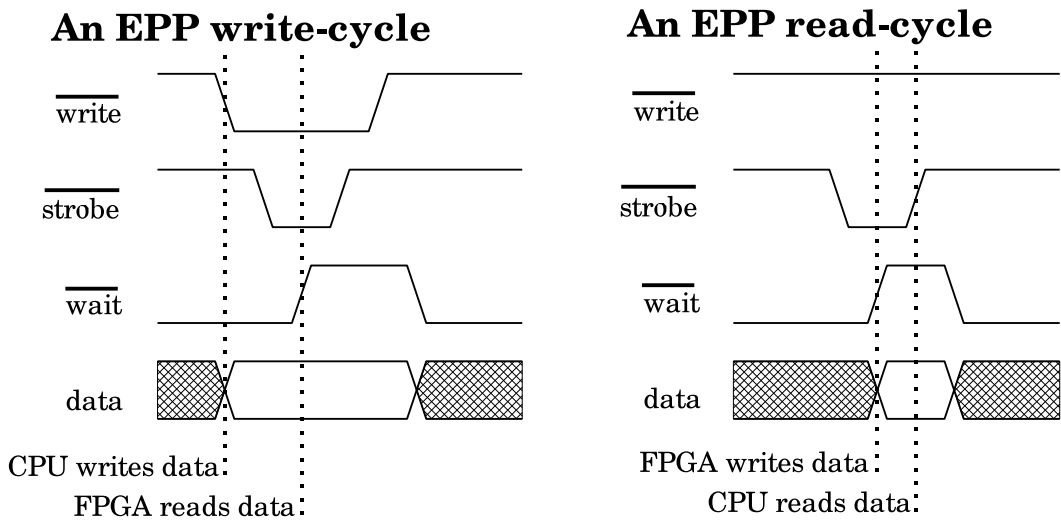 An EPP write-cycle
write
strobe
wait
data
CPU writes data
FPGA reads data
An EPP read-cycle
write
strobe
wait
data
FPGA writes data
CPU reads data